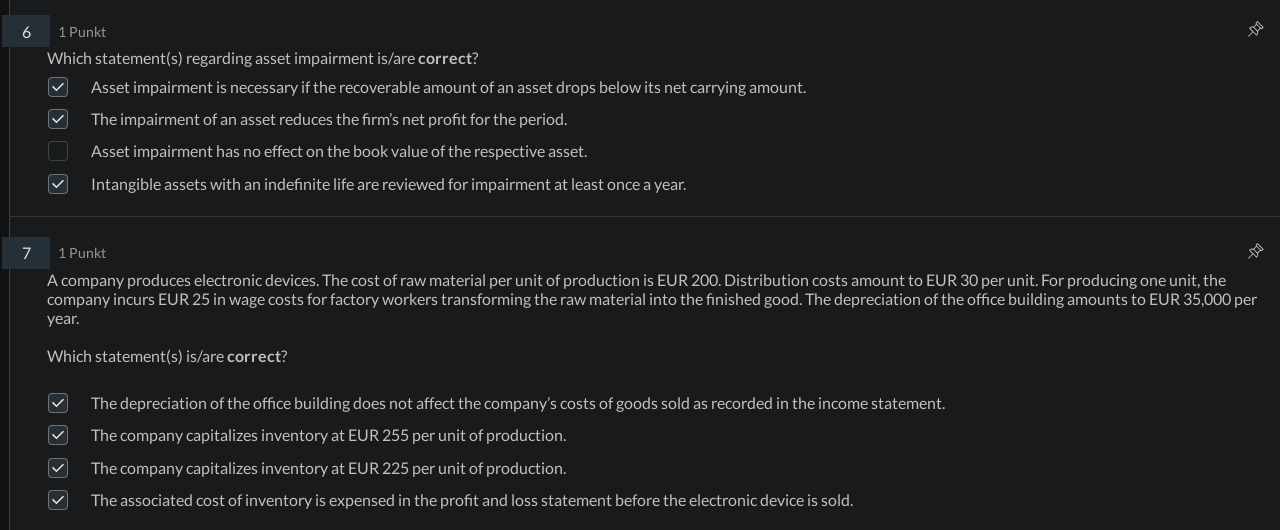 6
1 Punkt
Which statement(s) regarding asset impairment is/are correct?
Asset impairment is necessary if the recoverable amount of an asset drops below its net carrying amount.
The impairment of an asset reduces the firm's net profit for the period.
Asset impairment has no effect on the book value of the respective asset.
Intangible assets with an indefinite life are reviewed for impairment at least once a year.
7
1 Punkt
A company produces electronic devices. The cost of raw material per unit of production is EUR 200. Distribution costs amount to EUR 30 per unit. For producing one unit, the
company incurs EUR 25 in wage costs for factory workers transforming the raw material into the finished good. The depreciation of the office building amounts to EUR 35,000 per
year.
Which statement(s) is/are correct?
The depreciation of the office building does not affect the company's costs of goods sold as recorded in the income statement.
The company capitalizes inventory at EUR 255 per unit of production.
The company capitalizes inventory at EUR 225 per unit of production.
The associated cost of inventory is expensed in the profit and loss statement before the electronic device is sold.